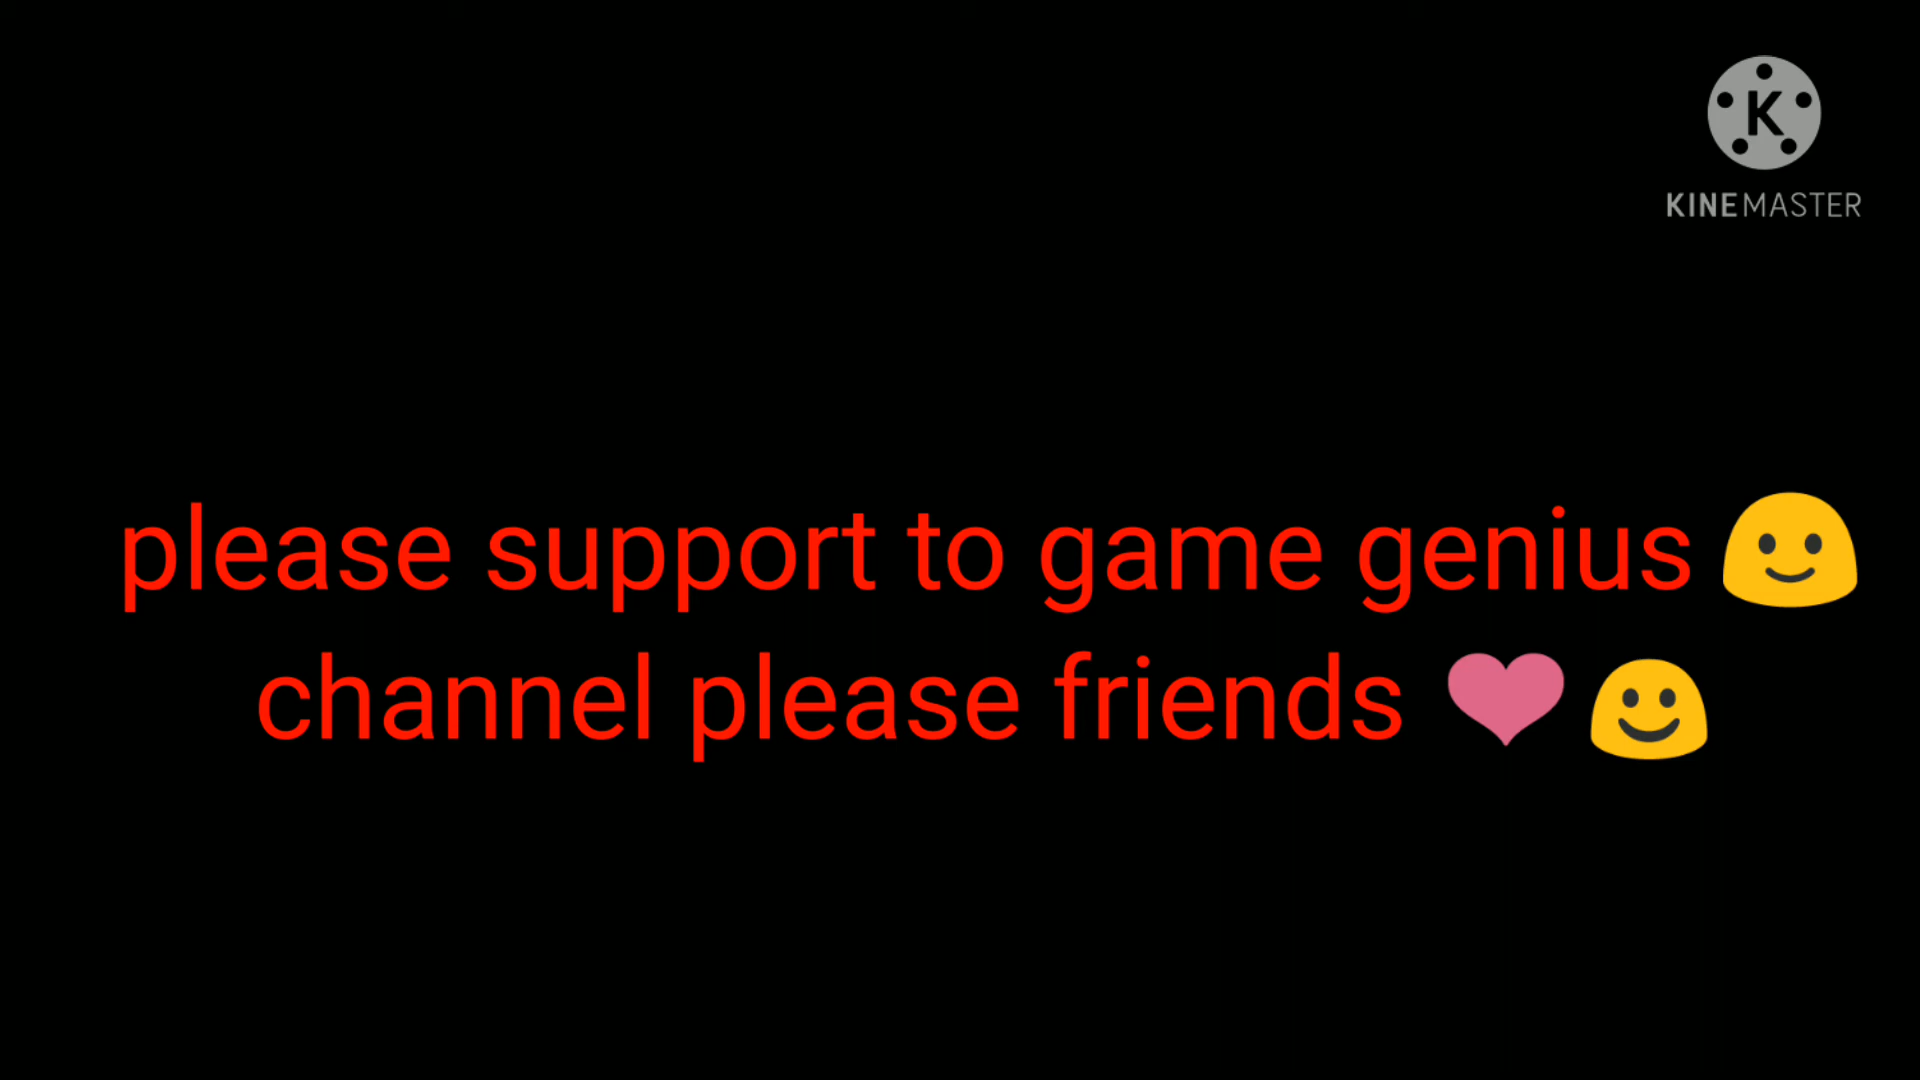 K
KINEMASTER
please support to game genius 🙂
channel please friends ❤️🙂